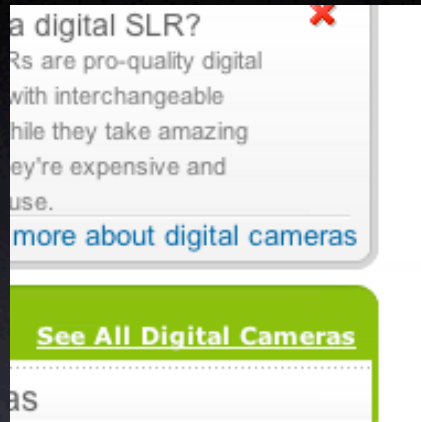 a digital SLR?
Rs are pro-quality digital
with interchangeable
hile they take amazing
ey're expensive and
use.
more about digital cameras
See All Digital Cameras
as